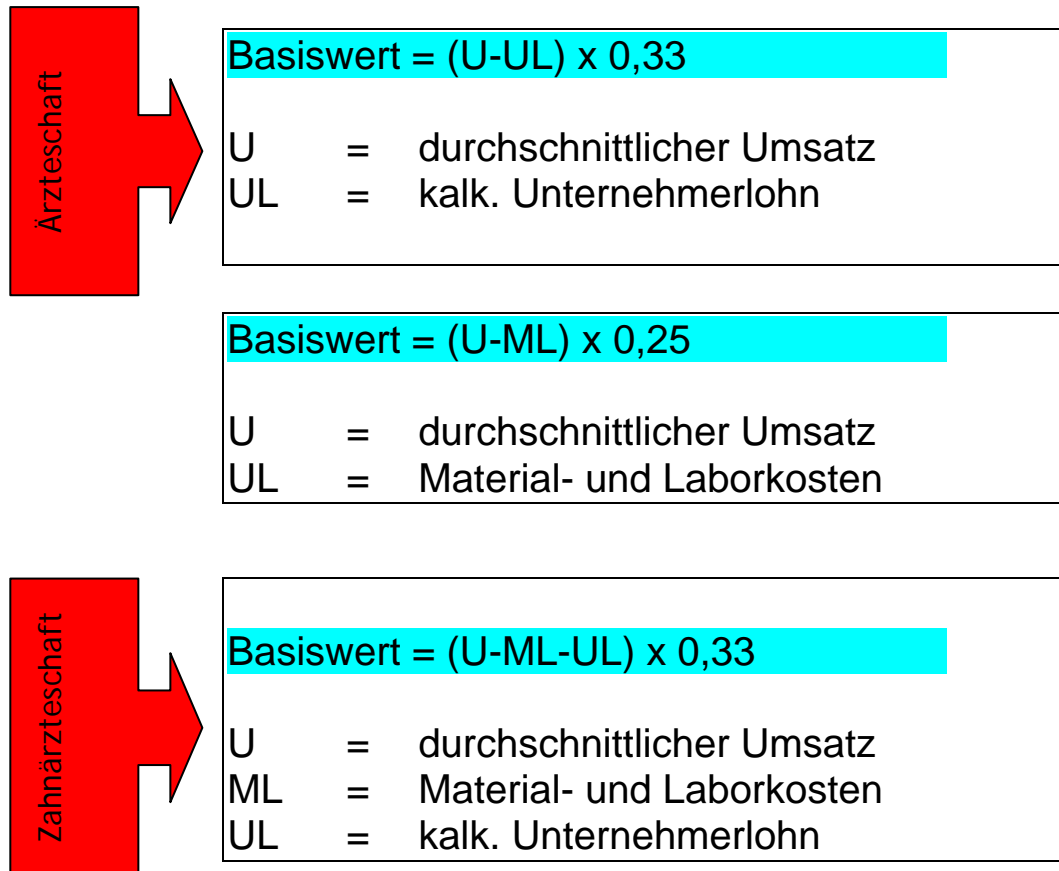 Ärzteschaft
Basiswert = (U-UL) x 0,33
U = durchschnittlicher Umsatz
UL = kalk. Unternehmerlohn
Basiswert = (U-ML) x 0,25
U = durchschnittlicher Umsatz
UL = Material- und Laborkosten
Zahnärzteschaft
Basiswert = (U-ML-UL) x 0,33
U = durchschnittlicher Umsatz
ML = Material- und Laborkosten
UL = kalk. Unternehmerlohn